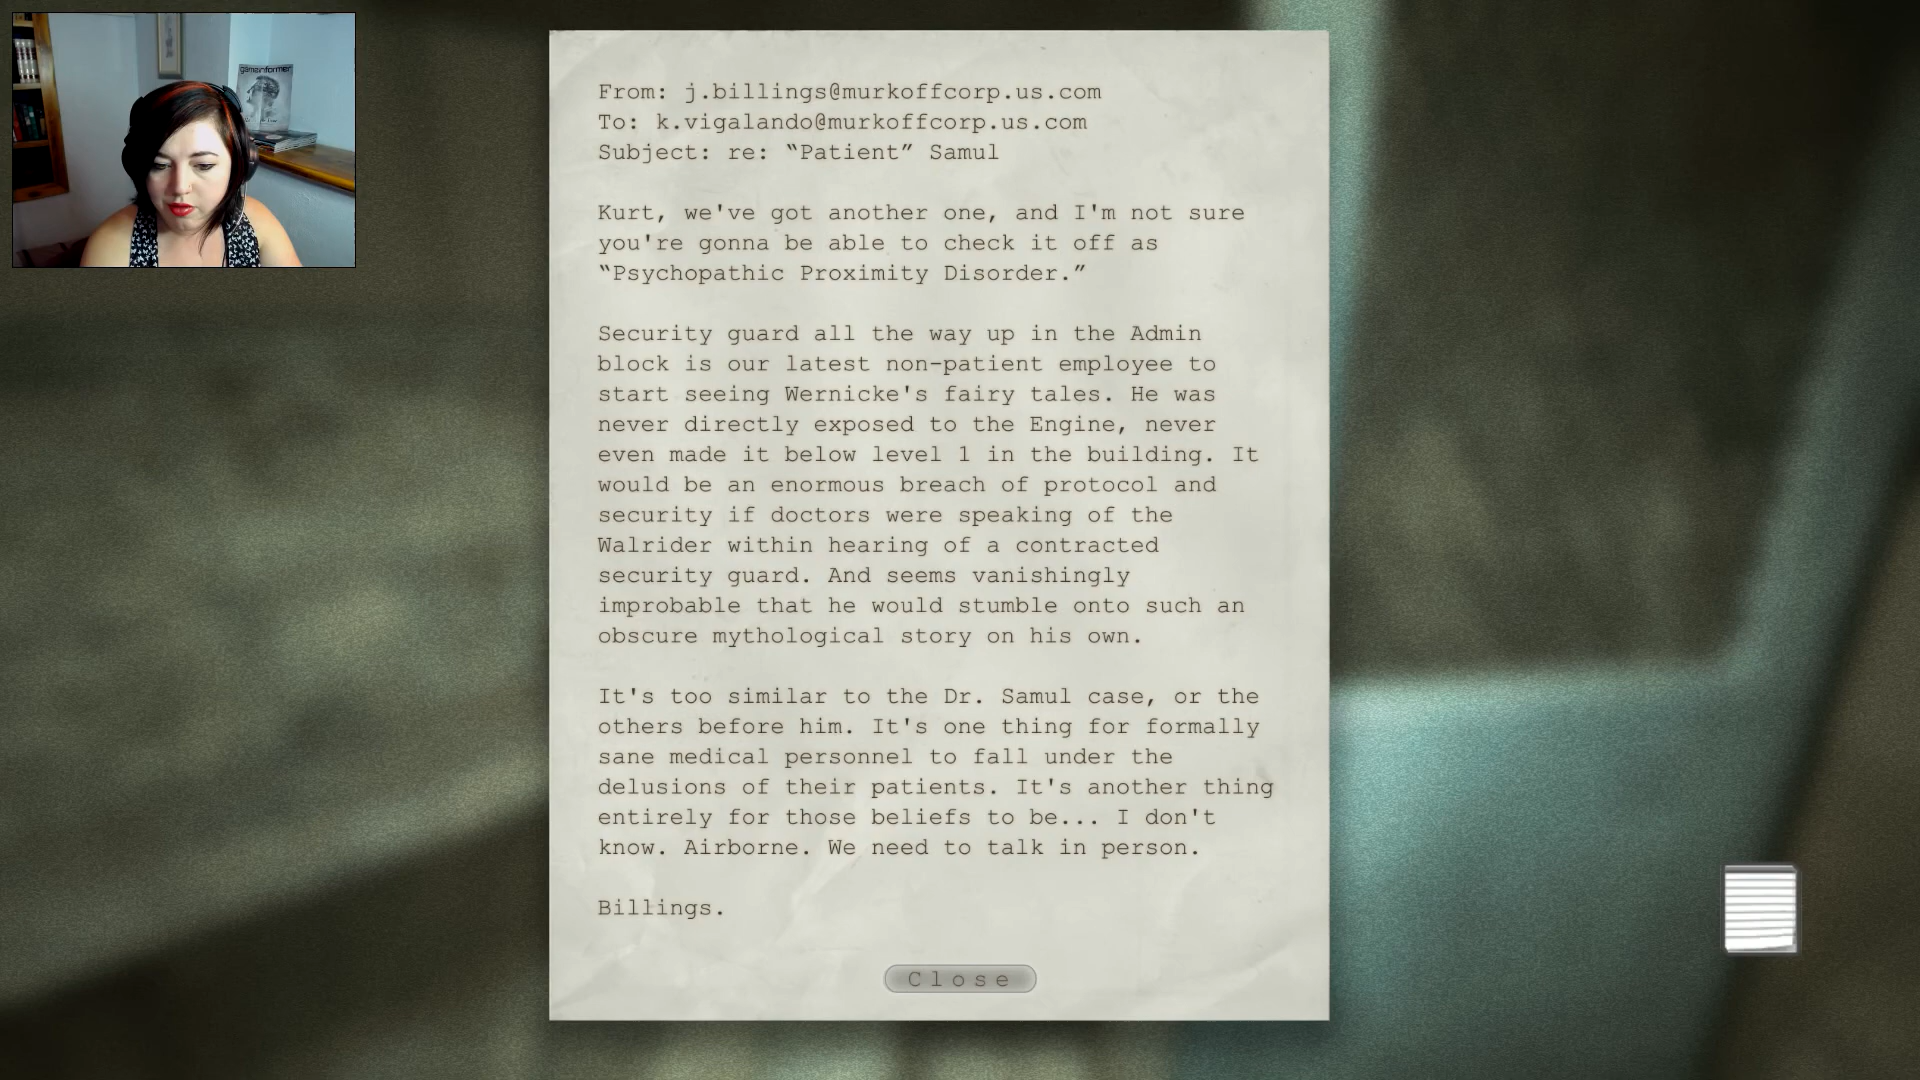 gameinformer
From: j.billings@murkoffcorp.us.com
To: k.vigalando@murkoffcorp.us.com
Subject: re: “Patient” Samul
Kurt, we've got another one, and I'm not sure
you're gonna be able to check it off as
“Psychopathic Proximity Disorder.”
Security guard all the way up in the Admin
block is our latest non-patient employee to
start seeing Wernicke's fairy tales. He was
never directly exposed to the Engine, never
even made it below level 1 in the building. It
would be an enormous breach of protocol and
security if doctors were speaking of the
Walrider within hearing of a contracted
security guard. And seems vanishingly
improbable that he would stumble onto such an
obscure mythological story on his own.
It's too similar to the Dr. Samul case, or the
others before him. It's one thing for formally
sane medical personnel to fall under the
delusions of their patients. It's another thing
entirely for those beliefs to be... I don't
know. Airborne. We need to talk in person.
Billings.
Close